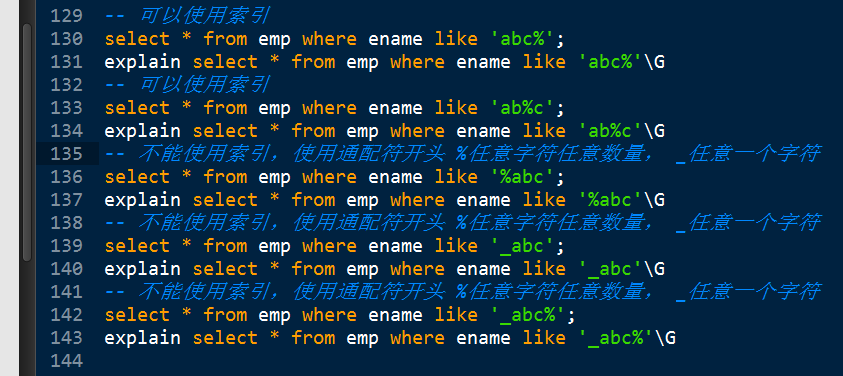 129 -- 可以使用索引
130 select * from emp where ename like 'abc%';
131 explain select * from emp where ename like 'abc%'\G
132 -- 可以使用索引
133 select * from emp where ename like 'ab%c';
134 explain select * from emp where ename like 'ab%c'\G
135 -- 不能使用索引，使用通配符开头 %任意字符任意数量， _任意一个字符
136 select * from emp where ename like '%abc';
137 explain select * from emp where ename like '%abc'\G
138 -- 不能使用索引，使用通配符开头 %任意字符任意数量， _任意一个字符
139 select * from emp where ename like '_abc';
140 explain select * from emp where ename like '_abc'\G
141 -- 不能使用索引，使用通配符开头 %任意字符任意数量， _任意一个字符
142 select * from emp where ename like '_abc%';
143 explain select * from emp where ename like '_abc%'\G
144